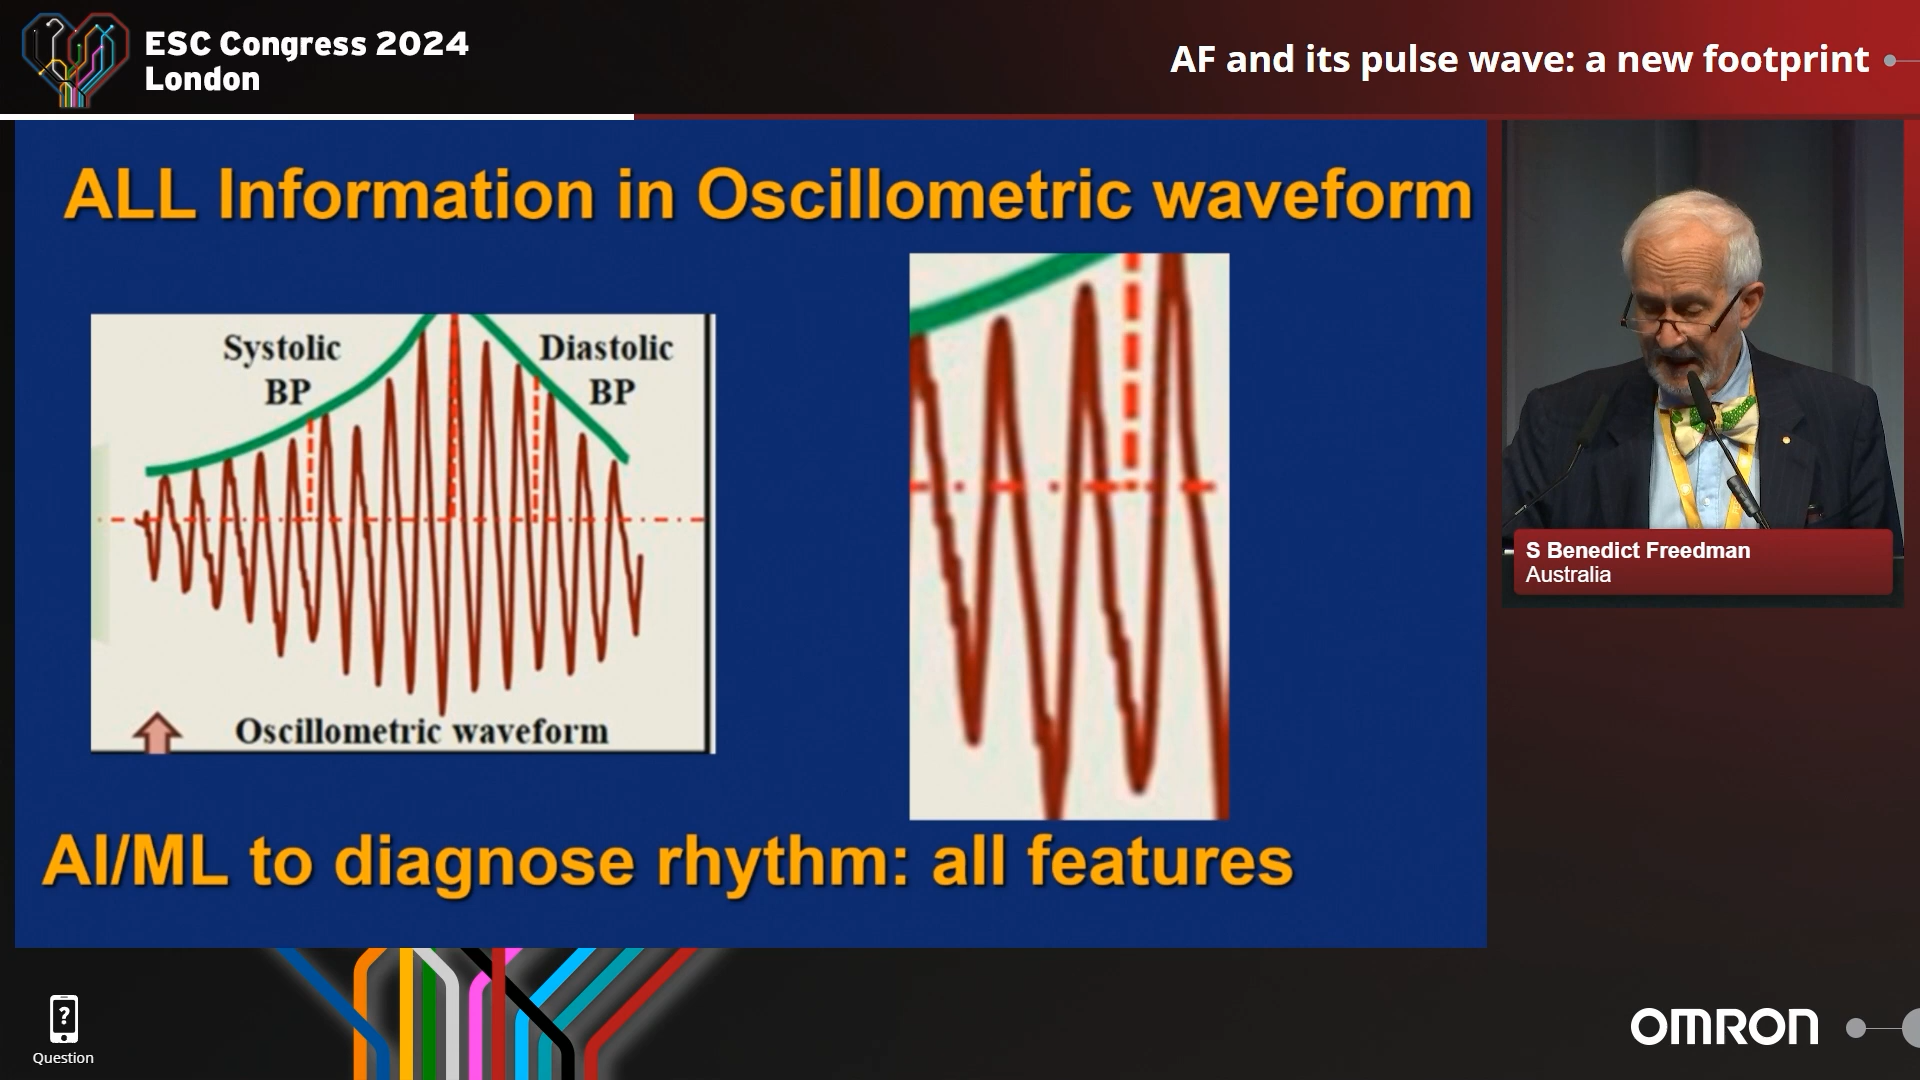 ESC Congress 2024
London
AF and its pulse wave: a new footprint
ALL Information in Oscillometric waveform
Systolic
BP
Diastolic
BP
Oscillometric waveform
AI/ML to diagnose rhythm: all features
S Benedict Freedman
Australia
?
Question
OMRON